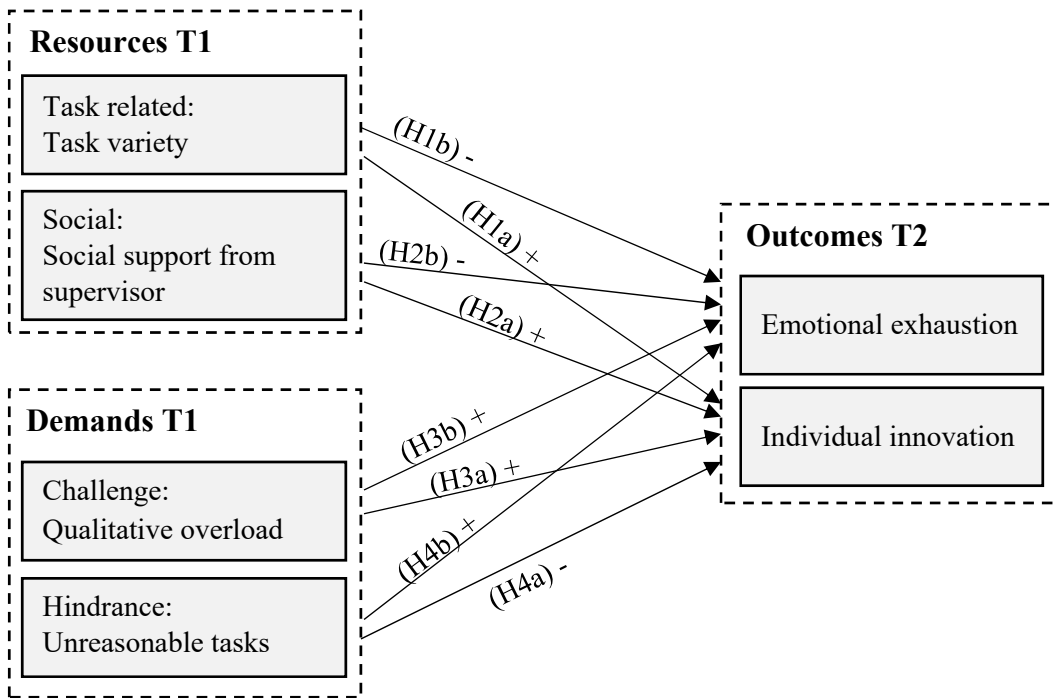 Resources T1
Task related:
Task variety
Social:
Social support from
supervisor
Demands T1
Challenge:
Qualitative overload
Hindrance:
Unreasonable tasks
(H1b) -
(H1a) +
(H2b) -
(H2a) +
(H3b) +
(H3a) +
(H4b) +
(H4a) -
Outcomes T2
Emotional exhaustion
Individual innovation